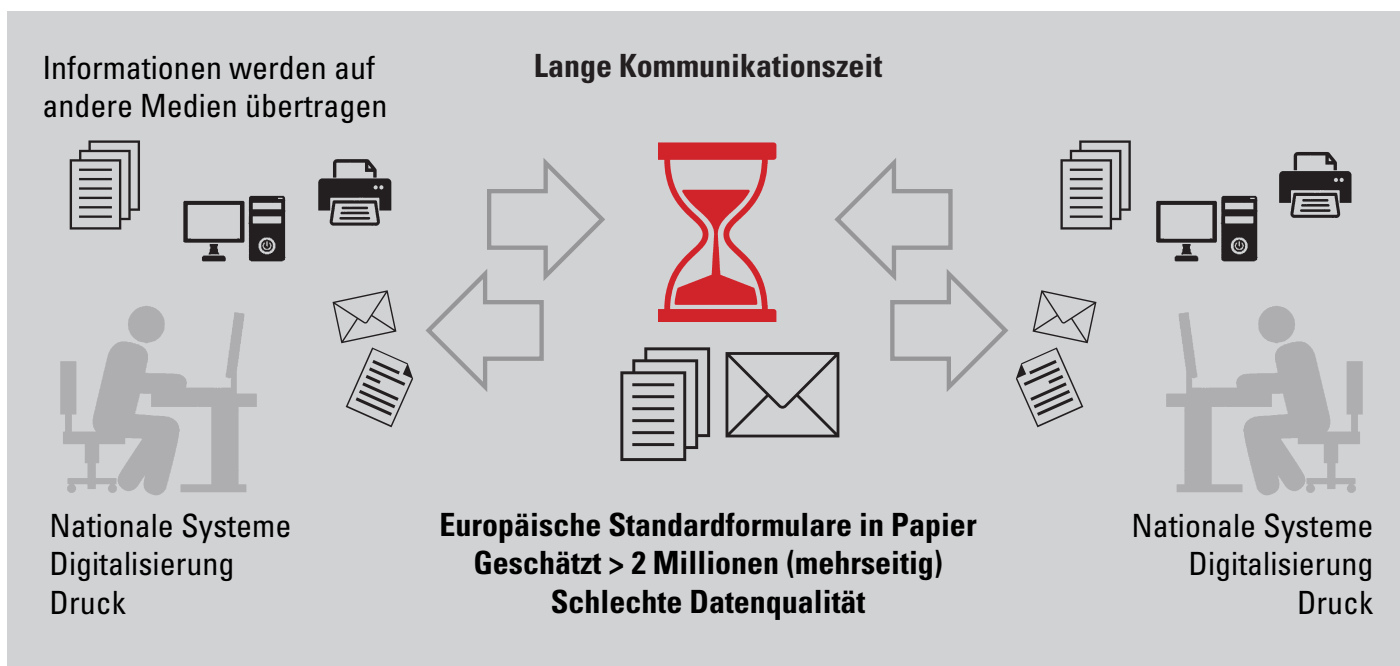 Informationen werden auf
andere Medien übertragen
Lange Kommunikationszeit
Nationale Systeme
Digitalisierung
Druck
Europäische Standardformulare in Papier
Geschätzt > 2 Millionen (mehrseitig)
Schlechte Datenqualität
Nationale Systeme
Digitalisierung
Druck